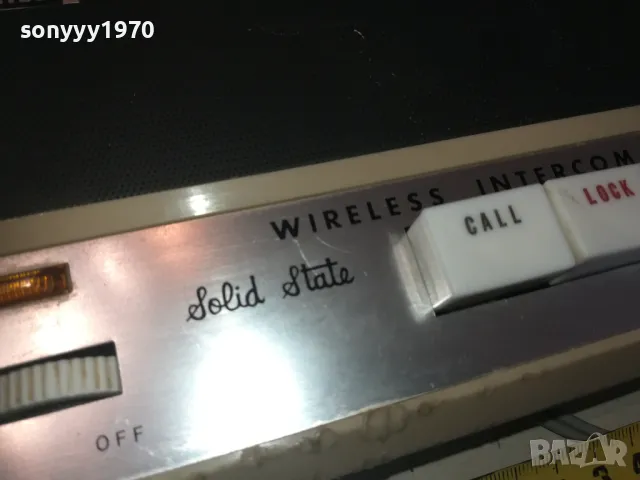 sonyyy1970
WIRELESS INTERCOM
CALL
LOCK
Solid State
OFF
BAZAR